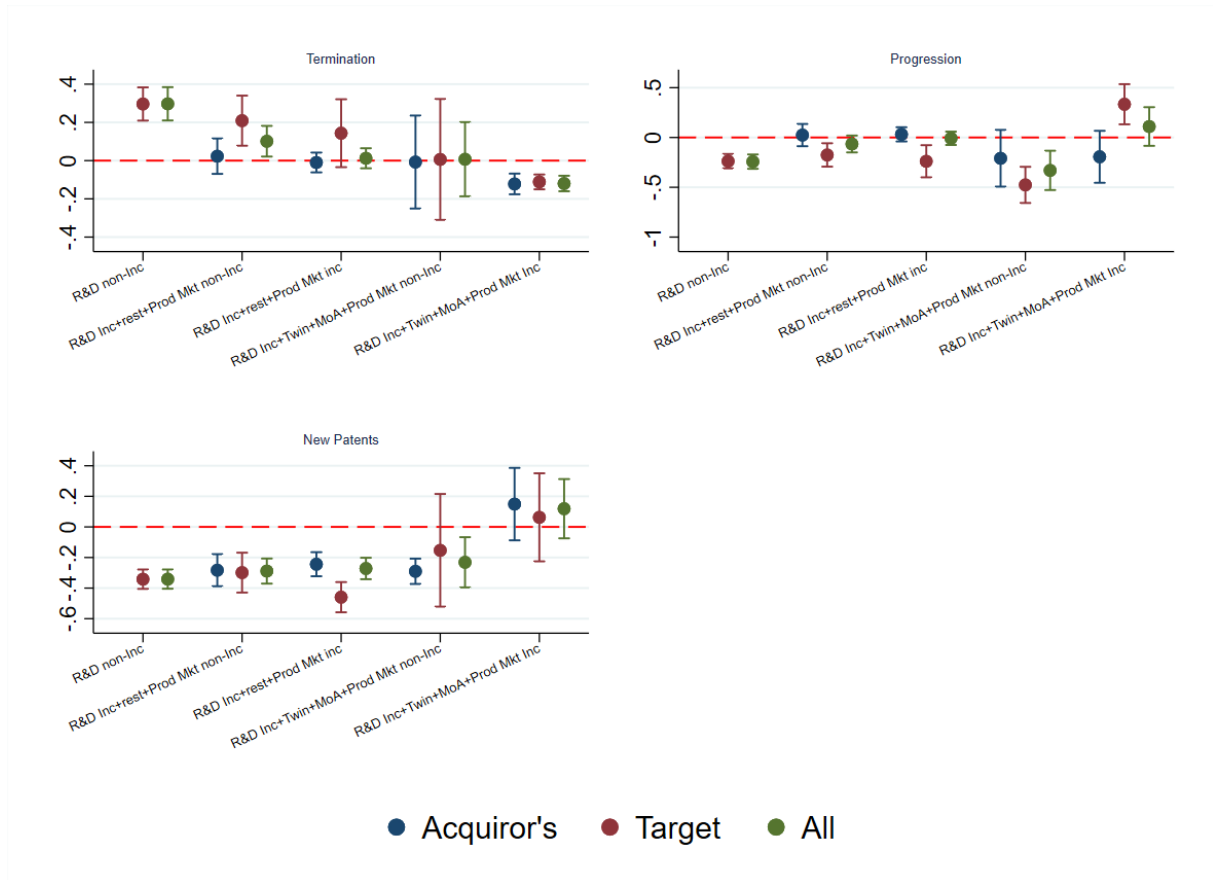 Termination
.4
.2
0
-.2
-.4
R&D non-Inc
R&D Inc+rest+Prod Mkt non-Inc
R&D Inc+rest+Prod Mkt inc
R&D Inc+Twin+MoA+Prod Mkt non-Inc
R&D Inc+Twin+MoA+Prod Mkt Inc
Progression
.5
0
-.5
-1
R&D non-Inc
R&D Inc+rest+Prod Mkt non-Inc
R&D Inc+rest+Prod Mkt inc
R&D Inc+Twin+MoA+Prod Mkt non-Inc
R&D Inc+Twin+MoA+Prod Mkt Inc
New Patents
.4
.2
0
-.2
-.4
-.6
R&D non-Inc
R&D Inc+rest+Prod Mkt non-Inc
R&D Inc+rest+Prod Mkt inc
R&D Inc+Twin+MoA+Prod Mkt non-Inc
R&D Inc+Twin+MoA+Prod Mkt Inc
Acquiror's Target All